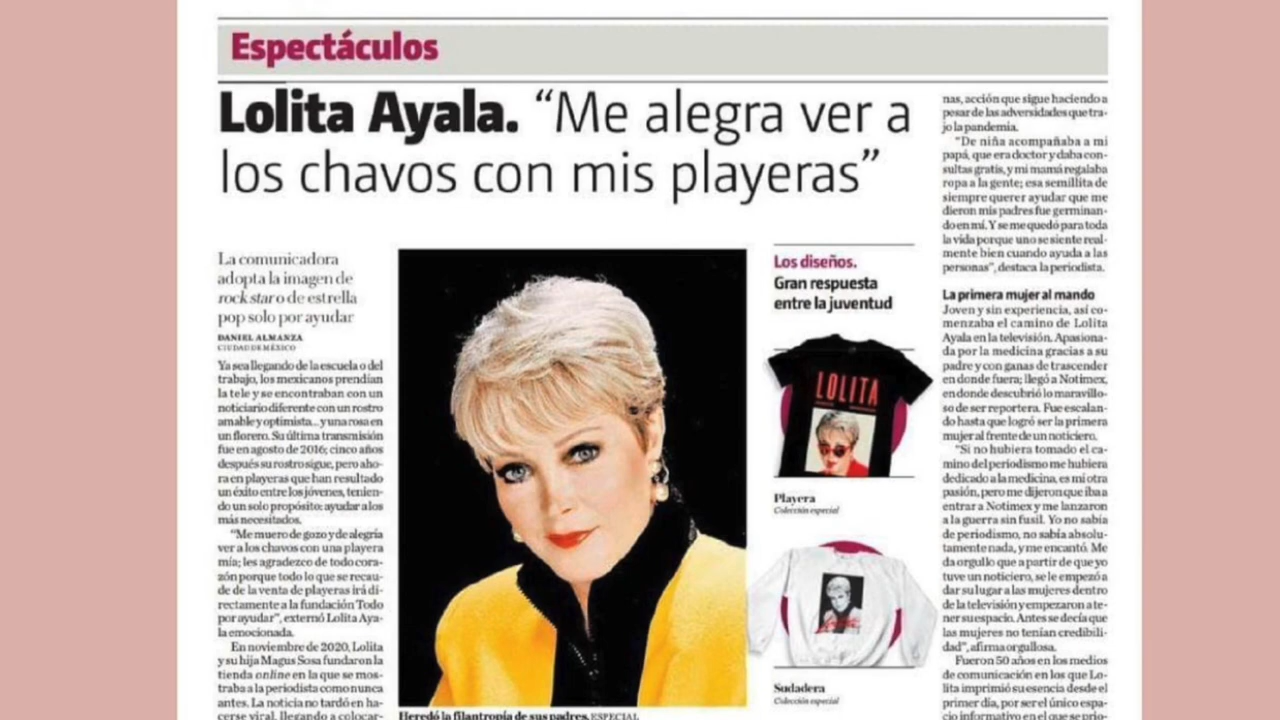 Espectáculos
Lolita Ayala. “Me alegra ver a
los chavos con mis playeras”
La comunicadora
adopta la imagen de
rock star o de estrella
pop solo por ayudar
DANIEL ALMANZA
CIUDAD DE MÉXICO
Ya sea llegando de la escuela o del
trabajo, los mexicanos prendían
la tele y se encontraban con un
noticiario diferente con un rostro
amable y optimista... y una rosa en
un florero. Su última transmisión
fue en agosto de 2016; cinco años
después su rostro sigue, pero aho-
ra en playeras que han resultado
un éxito entre los jóvenes, tenien-
do un solo propósito: ayudar a los
más necesitados.
“Me muero de gozo y de alegría
ver a los chavos con una playera
mía; les agradezco de todo cora-
zón porque todo lo que se recau-
de de la venta de playeras irá di-
rectamente a la fundación Todo
por ayudar”, externó Lolita Aya-
la emocionada.
En noviembre de 2020, Lolita
y su hija Magus Sosa fundaron la
tienda online en la que se mos-
traba a la periodista como nunca
antes. La noticia no tardó en ha-
cerse viral, llegando a colocar-
Heredó la filantropía de sus padres. ESPECIAL
Los diseños.
Gran respuesta
entre la juventud
LOLITA
Playera
Colección especial
Lolita
Sudadera
Colección especial
nas, acción que sigue haciendo a
pesar de las adversidades que tra-
jo la pandemia.
“De niña acompañaba a mi
papá, que era doctor y daba con-
sultas gratis, y mi mamá regalaba
ropa a la gente; esa semillita de
siempre querer ayudar que me
dieron mis padres fue germinan-
do en mí. Y se me quedó para toda
la vida porque uno se siente real-
mente bien cuando ayuda a las
personas”, destaca la periodista.
La primera mujer al mando
Joven y sin experiencia, así co-
menzaba el camino de Lolita
Ayala en la televisión. Apasiona-
da por la medicina gracias a su
padre y con ganas de trascender
en donde fuera; llegó a Notimex,
en donde descubrió lo maravillo-
so de ser reportera. Fue escalan-
do hasta que logró ser la primera
mujer al frente de un noticiero.
“Si no hubiera tomado el ca-
mino del periodismo me hubiera
dedicado a la medicina, es mi otra
pasión, pero me dijeron que iba a
entrar a Notimex y me lanzaron
a la guerra sin fusil. Yo no sabía
de periodismo, no sabía absolu-
tamente nada, y me encantó. Me
da orgullo que a partir de que yo
tuve un noticiero, se le empezó a
dar su lugar a las mujeres dentro
de la televisión y empezaron a te-
ner su espacio. Antes se decía que
las mujeres no tenían credibili-
dad”, afirma orgullosa.
Fueron 50 años en los medios
de comunicación en los que Lo-
lita imprimió su esencia desde el
primer día, por ser el único espa-
cio informativo en el que se prio-